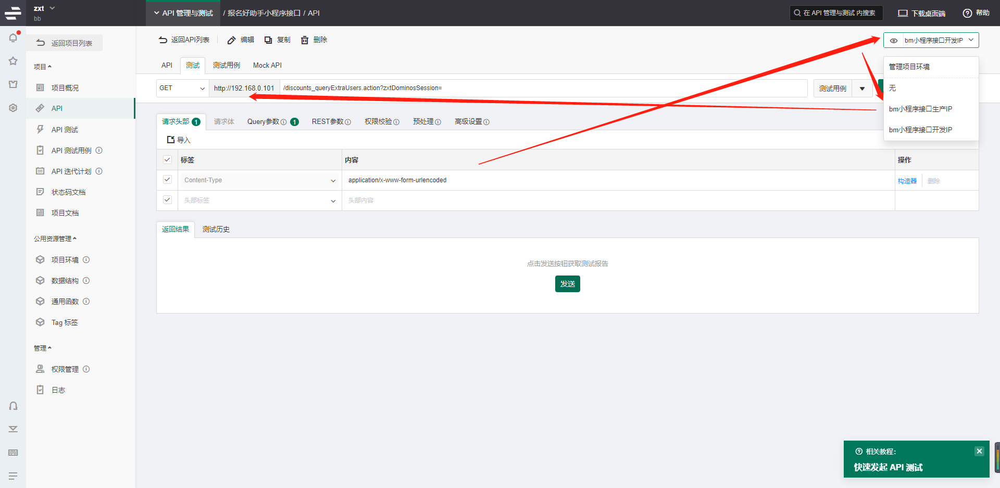 zxt
bb
API 管理与测试 / 报名好助手小程序接口 / API
在 API 管理与测试 内搜索
下载桌面端
帮助
返回项目列表
项目
项目概况
API
API 测试
API 测试用例
API 迭代计划
状态码文档
项目文档
公用资源管理
项目环境
数据结构
通用函数
Tag 标签
管理
权限管理
日志
返回API列表 编辑 复制 删除
bm小程序接口开发IP
管理项目环境
无
bm小程序接口生产IP
bm小程序接口开发IP
API 测试 测试用例 Mock API
GET http://192.168.0.101 /discounts_queryExtraUsers.action?zxtDominosSession= 测试用例
请求头部 1 请求体 Query参数 1 REST参数 权限校验 预处理 高级设置
导入
标签 内容 操作
Content-Type application/x-www-form-urlencoded 构造器 删除
头部标签 头部内容
返回结果 测试历史
点击发送按钮获取测试报告
发送
相关教程：
快速发起 API 测试